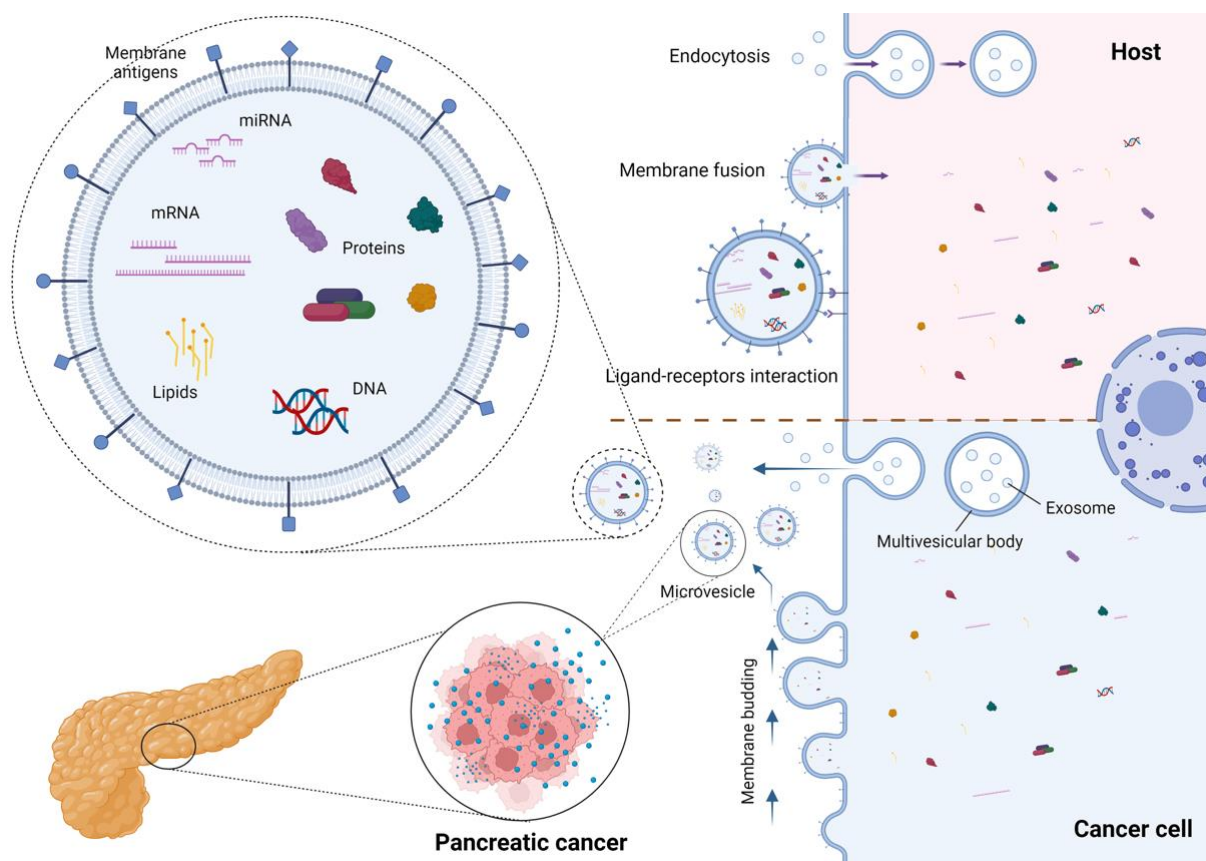 Membrane
antigens
miRNA
mRNA
Proteins
Lipids
DNA
Endocytosis
Host
Membrane fusion
Ligand-receptors interaction
Exosome
Multivesicular body
Microvesicle
Membrane budding
Pancreatic cancer
Cancer cell